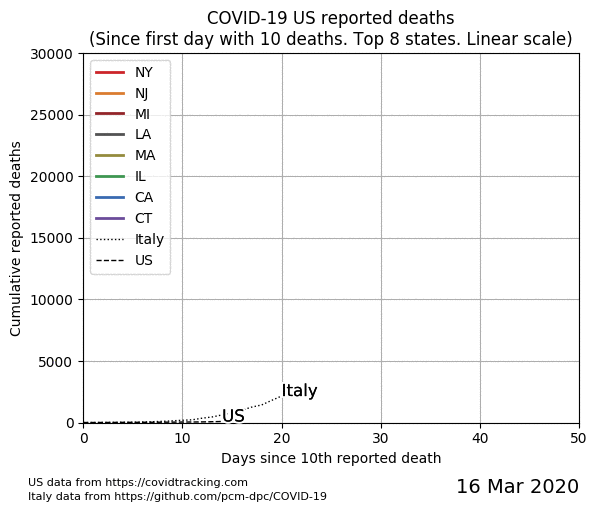 COVID-19 US reported deaths
(Since first day with 10 deaths. Top 8 states. Linear scale)
30000
25000
20000
15000
10000
5000
0
Cumulative reported deaths
NY
NJ
MI
LA
MA
IL
CA
CT
Italy
US
Italy
US
0 10 20 30 40 50
Days since 10th reported death
US data from https://covidtracking.com
Italy data from https://github.com/pcm-dpc/COVID-19
16 Mar 2020